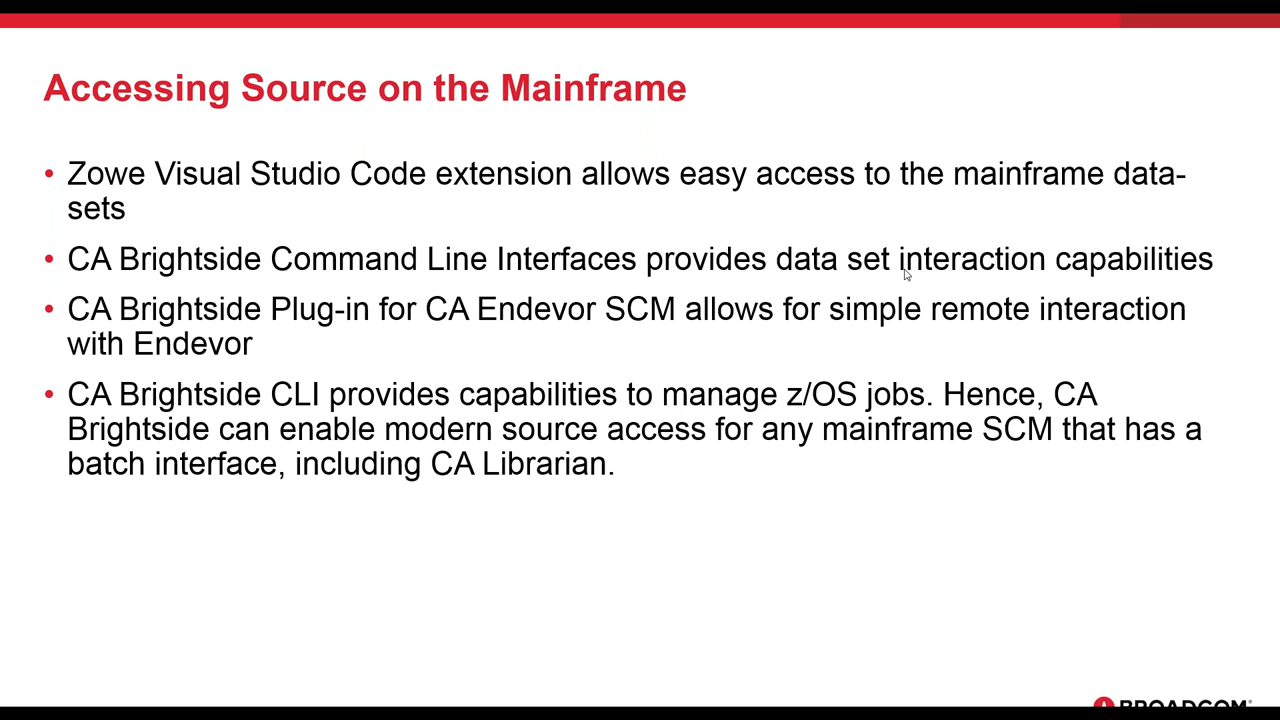 Accessing Source on the Mainframe
• Zowe Visual Studio Code extension allows easy access to the mainframe data-
sets
• CA Brightside Command Line Interfaces provides data set interaction capabilities
• CA Brightside Plug-in for CA Endevor SCM allows for simple remote interaction
with Endevor
• CA Brightside CLI provides capabilities to manage z/OS jobs. Hence, CA
Brightside can enable modern source access for any mainframe SCM that has a
batch interface, including CA Librarian.
BROADCOM®